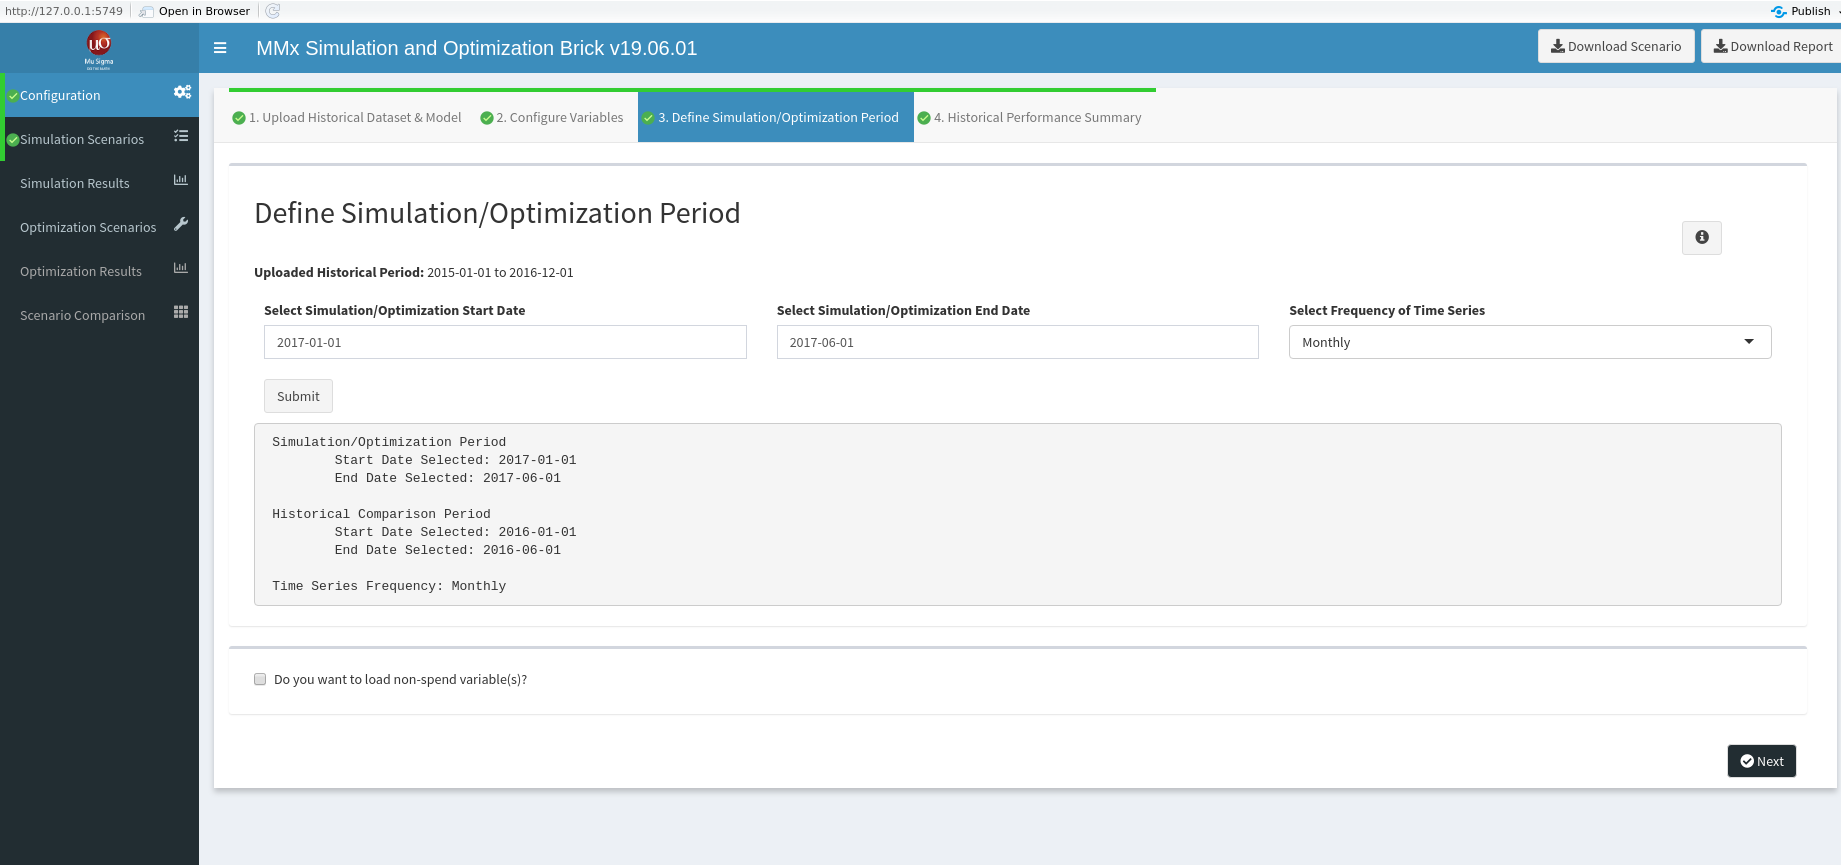 http://127.0.0.1:5749 Open in Browser Publish
Mu Sigma
MMx Simulation and Optimization Brick v19.06.01
Download Scenario Download Report
Configuration
Simulation Scenarios
Simulation Results
Optimization Scenarios
Optimization Results
Scenario Comparison
1. Upload Historical Dataset & Model 2. Configure Variables 3. Define Simulation/Optimization Period 4. Historical Performance Summary
Define Simulation/Optimization Period
Uploaded Historical Period: 2015-01-01 to 2016-12-01
Select Simulation/Optimization Start Date Select Simulation/Optimization End Date Select Frequency of Time Series
2017-01-01 2017-06-01 Monthly
Submit
Simulation/Optimization Period
Start Date Selected: 2017-01-01
End Date Selected: 2017-06-01
Historical Comparison Period
Start Date Selected: 2016-01-01
End Date Selected: 2016-06-01
Time Series Frequency: Monthly
Do you want to load non-spend variable(s)?
Next